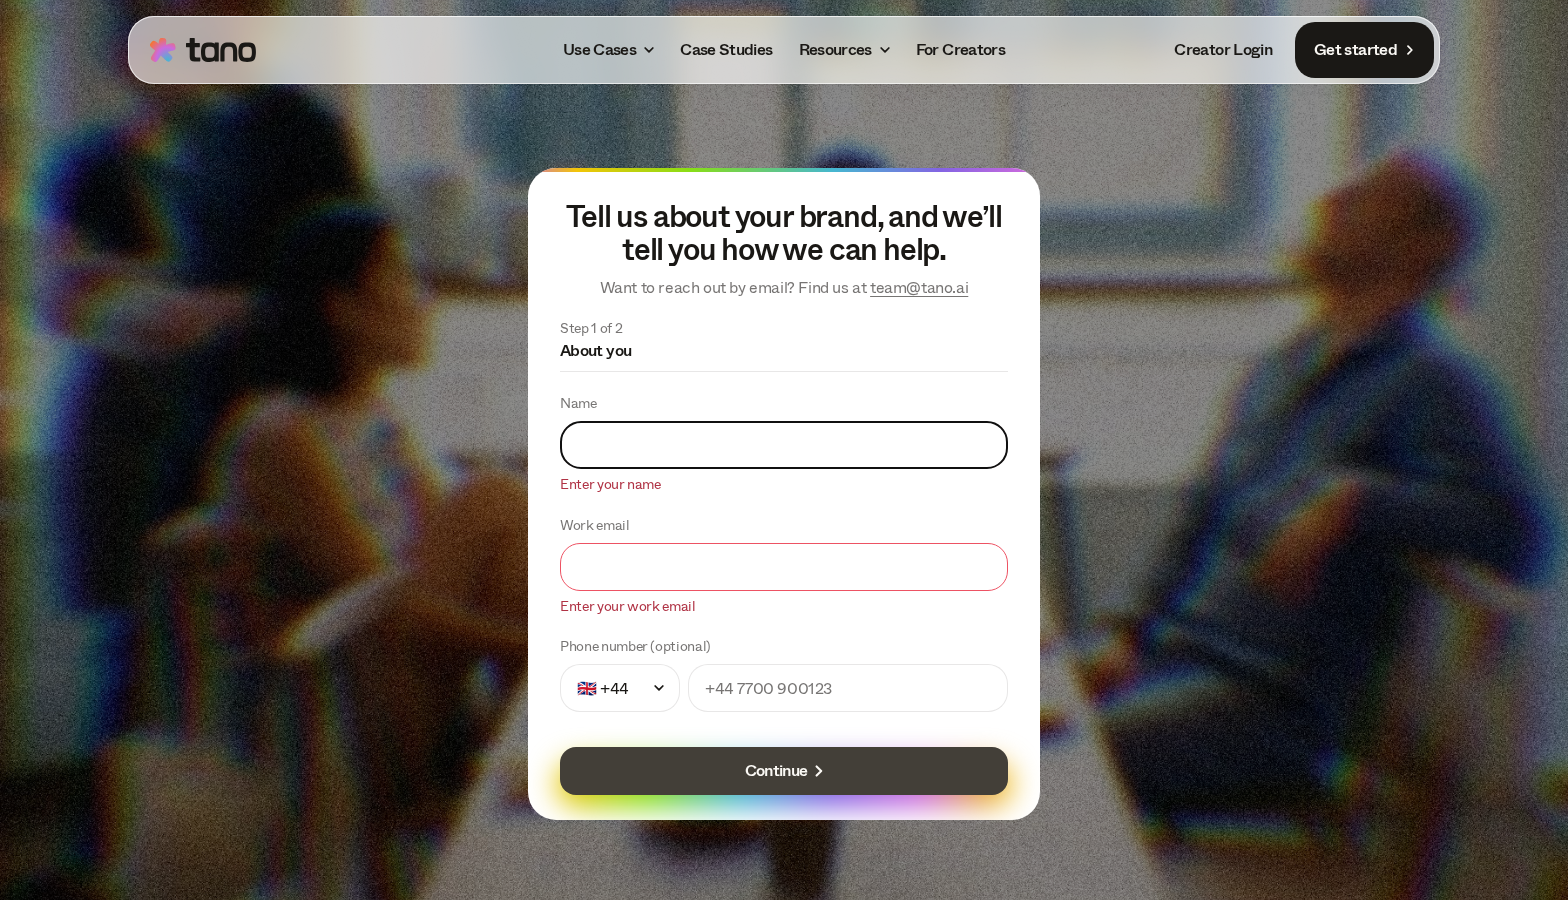 tano
Use Cases
Case Studies
Resources
For Creators
Creator Login
Get started
Tell us about your brand, and we’ll
tell you how we can help.
Want to reach out by email? Find us at team@tano.ai
Step 1 of 2
About you
Name
Enter your name
Work email
Enter your work email
Phone number (optional)
🇬🇧 +44
+44 7700 900123
Continue